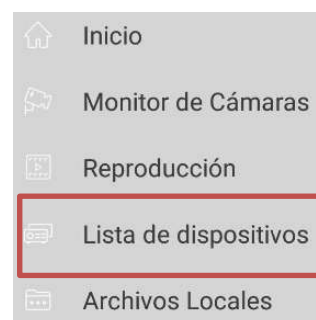 Inicio
Monitor de Cámaras
Reproducción
Lista de dispositivos
Archivos Locales